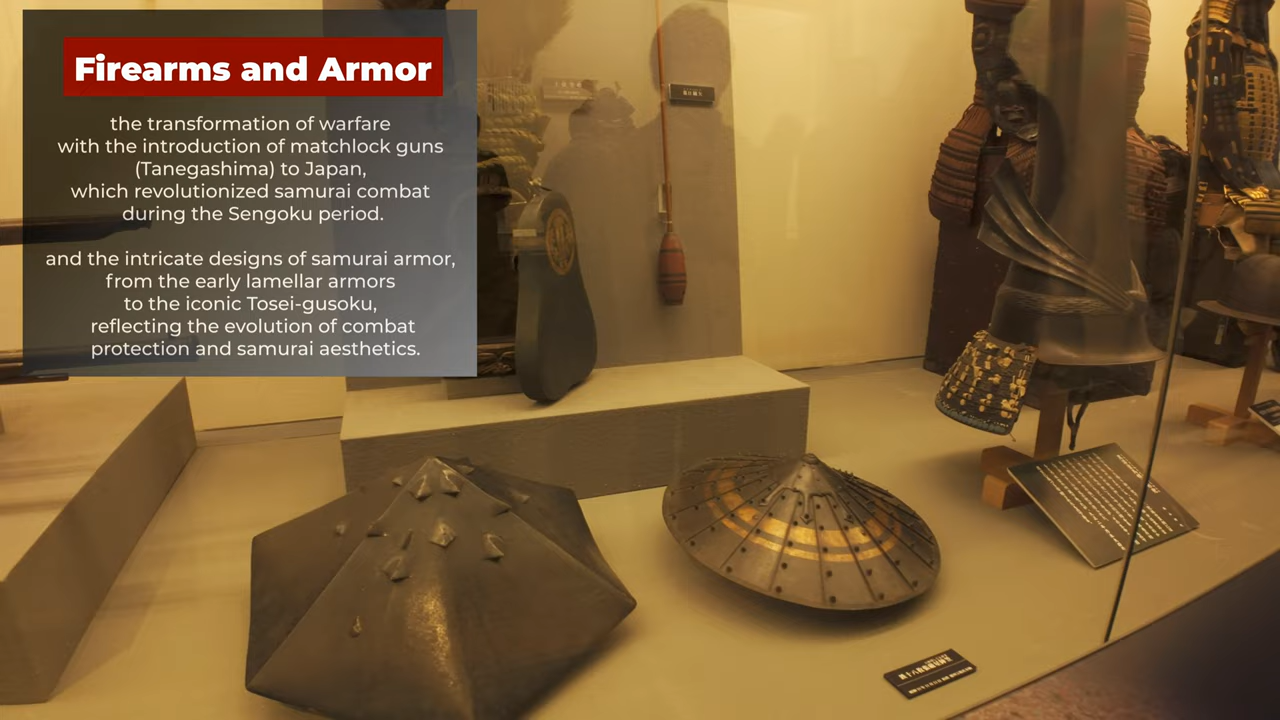 Firearms and Armor
the transformation of warfare
with the introduction of matchlock guns
(Tanegashima) to Japan,
which revolutionized samurai combat
during the Sengoku period.
and the intricate designs of samurai armor,
from the early lamellar armors
to the iconic Tosei-gusoku,
reflecting the evolution of combat
protection and samurai aesthetics.